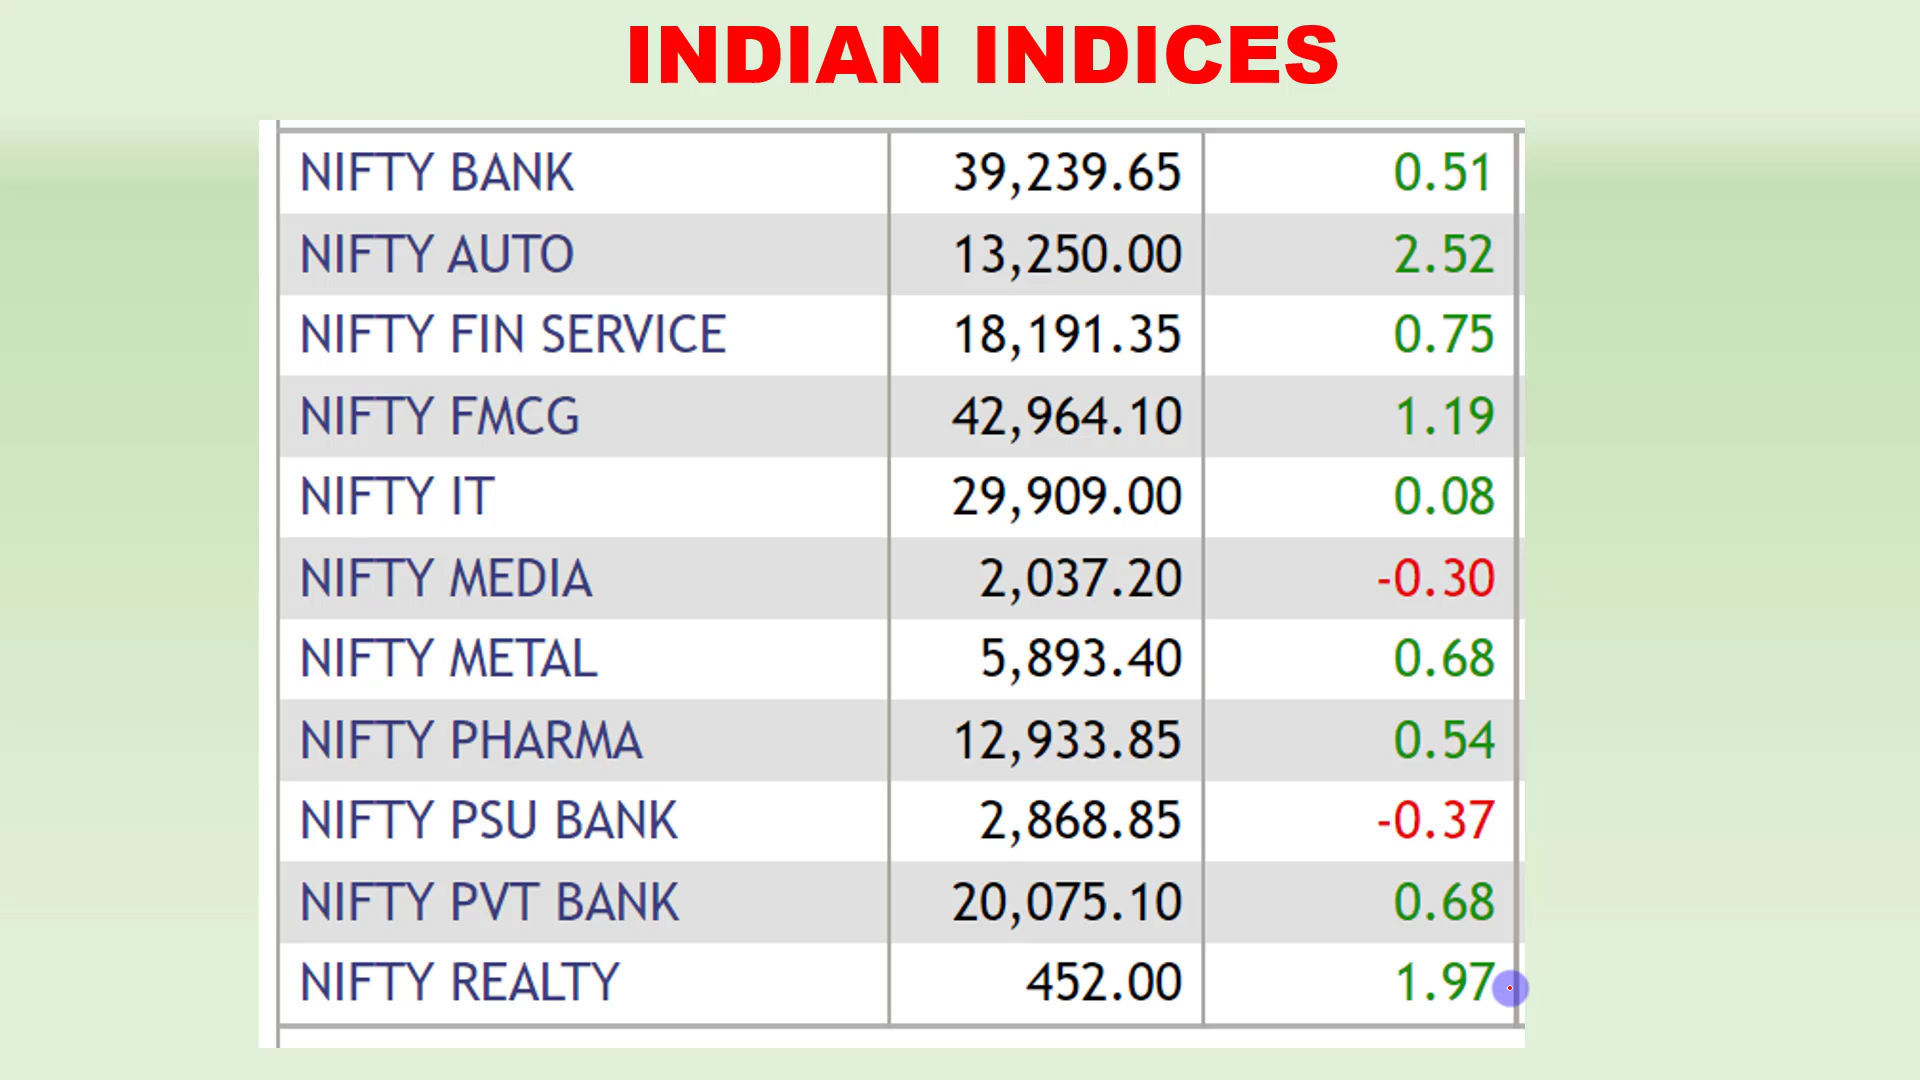 INDIAN INDICES
NIFTY BANK 39,239.65 0.51
NIFTY AUTO 13,250.00 2.52
NIFTY FIN SERVICE 18,191.35 0.75
NIFTY FMCG 42,964.10 1.19
NIFTY IT 29,909.00 0.08
NIFTY MEDIA 2,037.20 -0.30
NIFTY METAL 5,893.40 0.68
NIFTY PHARMA 12,933.85 0.54
NIFTY PSU BANK 2,868.85 -0.37
NIFTY PVT BANK 20,075.10 0.68
NIFTY REALTY 452.00 1.97